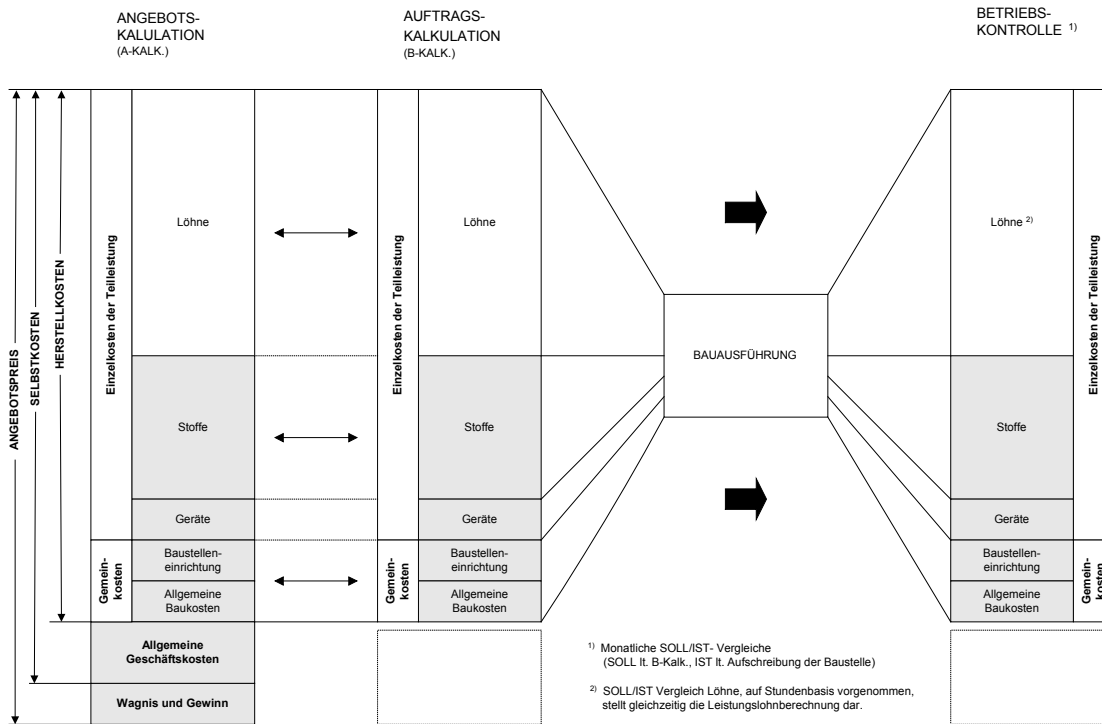 ANGEBOTS-
KALULATION
(A-KALK.)
AUFTRAGS-
KALKULATION
(B-KALK.)
BETRIEBS-
KONTROLLE 1)
ANGEBOTSPREIS
SELBSTKOSTEN
HERSTELLKOSTEN
Einzelkosten der Teilleistung
Gemein-
kosten
Löhne
Stoffe
Geräte
Baustellen-
einrichtung
Allgemeine
Baukosten
Allgemeine
Geschäftskosten
Wagnis und Gewinn
Einzelkosten der Teilleistung
Gemein-
kosten
Löhne
Stoffe
Geräte
Baustellen-
einrichtung
Allgemeine
Baukosten
BAUAUSFÜHRUNG
Löhne 2)
Stoffe
Geräte
Baustellen-
einrichtung
Allgemeine
Baukosten
Einzelkosten der Teilleistung
Gemein-
kosten
1) Monatliche SOLL/IST- Vergleiche
(SOLL lt. B-Kalk., IST lt. Aufschreibung der Baustelle)
2) SOLL/IST Vergleich Löhne, auf Stundenbasis vorgenommen,
stellt gleichzeitig die Leistungslohnberechnung dar.